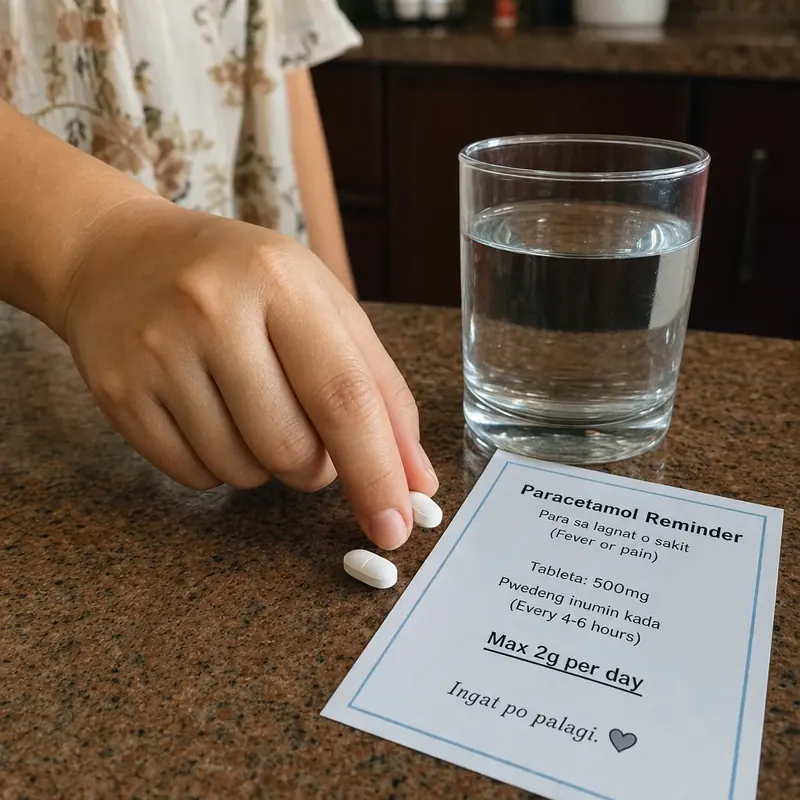 Paracetamol Reminder
Para sa lagnat o sakit
(Fever or pain)
Tableta: 500mg
Pwedeng inumin kada
(Every 4-6 hours)
Max 2g per day
Ingat po palagi.